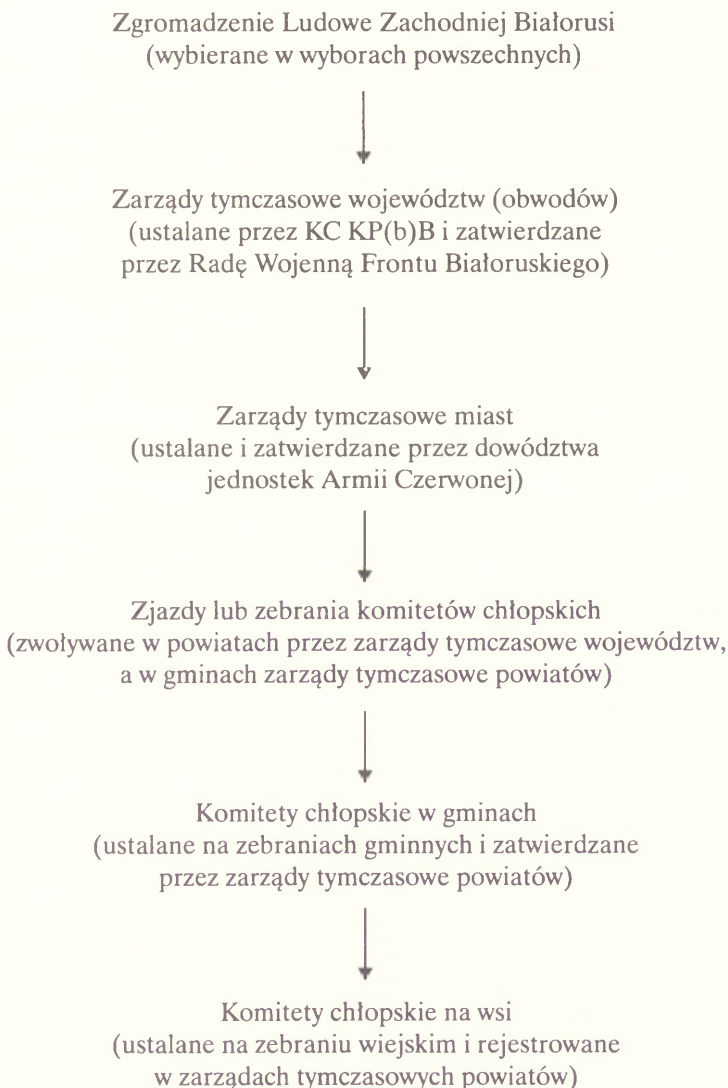 Zgromadzenie Ludowe Zachodniej Białorusi
(wybierane w wyborach powszechnych)
Zarządy tymczasowe województw (obwodów)
(ustalane przez KC KP(b)B i zatwierdzane
przez Radę Wojenną Frontu Białoruskiego)
Zarządy tymczasowe miast
(ustalane i zatwierdzane przez dowództwa
jednostek Armii Czerwonej)
Zjazdy lub zebrania komitetów chłopskich
(zwoływane w powiatach przez zarządy tymczasowe województw,
a w gminach zarządy tymczasowe powiatów)
Komitety chłopskie w gminach
(ustalane na zebraniach gminnych i zatwierdzane
przez zarządy tymczasowe powiatów)
Komitety chłopskie na wsi
(ustalane na zebraniu wiejskim i rejestrowane
w zarządach tymczasowych powiatów)